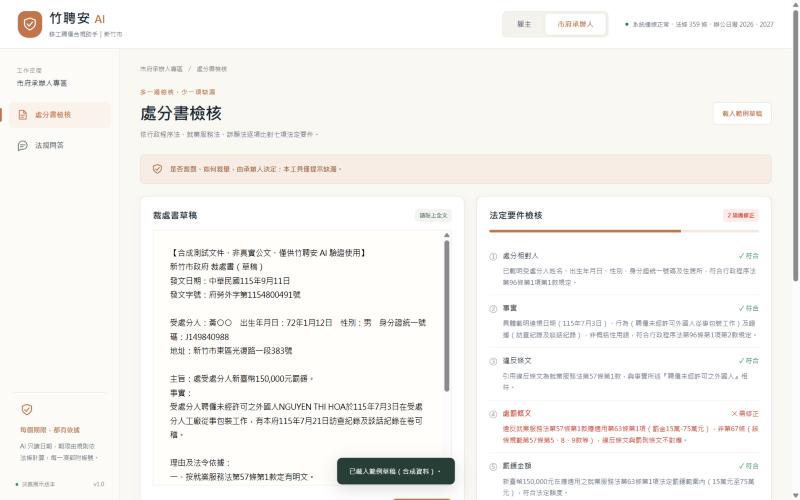 竹聘安 AI
移工聘僱合規助手｜新竹市
雇主
市府承辦人
系統連線正常・法條 359 條・辦公日曆 2026・2027
工作空間
市府承辦人專區
處分書檢核
法規問答
每個期限，都有依據
AI 只讀日期，期限由規則依
法條計算，每一項都附條號。
決賽展示版本
v1.0
市府承辦人專區 / 處分書檢核
多一道檢核，少一項缺漏
處分書檢核
依行政程序法、就業服務法、訴願法逐項比對七項法定要件。
載入範例草稿
是否裁罰、如何裁量，由承辦人決定；本工具僅提示缺漏。
裁處書草稿
請貼上全文
【合成測試文件，非真實公文，僅供竹聘安 AI 驗證使用】
新竹市政府 裁處書（草稿）
發文日期：中華民國115年9月11日
發文字號：府勞外字第1154800491號
受處分人：黃〇〇 出生年月日：72年1月12日 性別：男 身分證統一號
碼：J149840988
地址：新竹市東區光復路一段383號
主旨：處受處分人新臺幣150,000元罰鍰。
事實：
受處分人聘僱未經許可之外國人NGUYEN THI HOA於115年7月3日在受處
分人工廠從事包裝工作，有本府115年7月21日訪查紀錄及談話紀錄在卷可
稽。
理由及法令依據：
一、按就業服務法第57條第1款定有明文。
已載入範例草稿（合成資料）。
法定要件檢核
2 項需修正
① 處分相對人
✓ 符合
已載明受處分人姓名、出生年月日、性別、身分證統一號碼及住居所，符合行政程序法
第96條第1項第1款規定。
② 事實
✓ 符合
具體載明違規日期（115年7月3日）、行為（聘僱未經許可外國人從事包裝工作）及證
據（訪查紀錄及談話紀錄），非概括性用語，符合行政程序法第96條第1項第2款規定。
③ 違反條文
✓ 符合
引用違反條文為就業服務法第57條第1款，與事實所述『聘僱未經許可之外國人』相
符。
④ 處罰條文
✕ 需修正
違反就業服務法第57條第1款應適用第63條第1項（罰金15萬-75萬元），非第67條（該
條規範第57條第5、8、9款等），違反條文與罰則條文不對應。
⑤ 罰鍰金額
✓ 符合
新臺幣150,000元在應適用之就業服務法第63條第1項法定罰鍰範圍內（15萬元至75萬
元），符合法定額度。